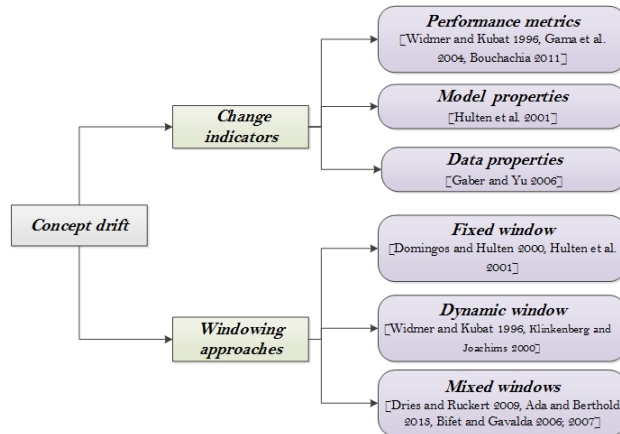 Performance metrics
[Widmer and Kubat 1996, Gama et al.
2004, Bouchachia 2011]
Model properties
[Hulten et al. 2001]
Change
indicators
Data properties
[Gaber and Yu 2006]
Concept drift
Fixed window
[Domingos and Hulten 2000, Hulten et al.
2001]
Windowing
approaches
Dynamic window
[Widmer and Kubat 1996, Klinkenberg and
Joachims 2000]
Mixed windows
[Dries and Ruckert 2009, Ada and Berthold
2013, Bifet and Gavalda 2006; 2007]